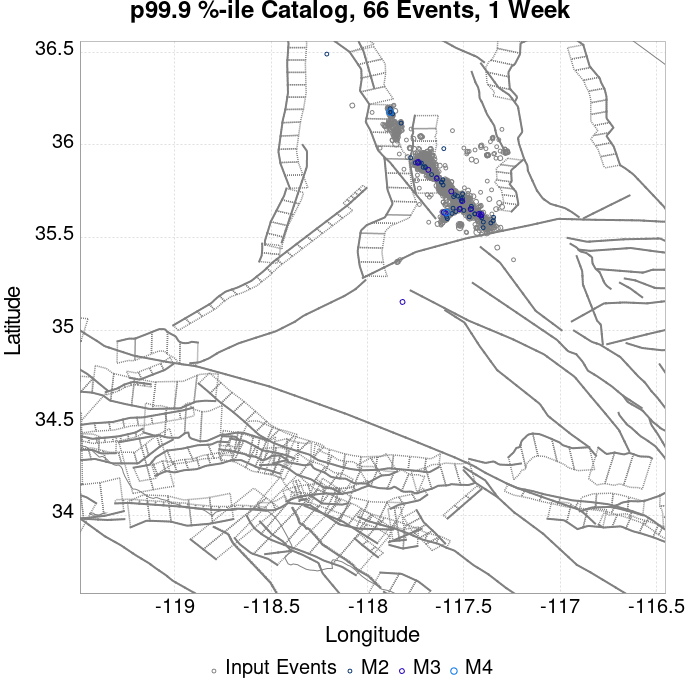 p99.9 %-ile Catalog, 66 Events, 1 Week
36.5
36
35.5
35
34.5
34
Latitude
-119
-118.5
-118
-117.5
-117
-116.5
Longitude
Input Events
M2
M3
M4